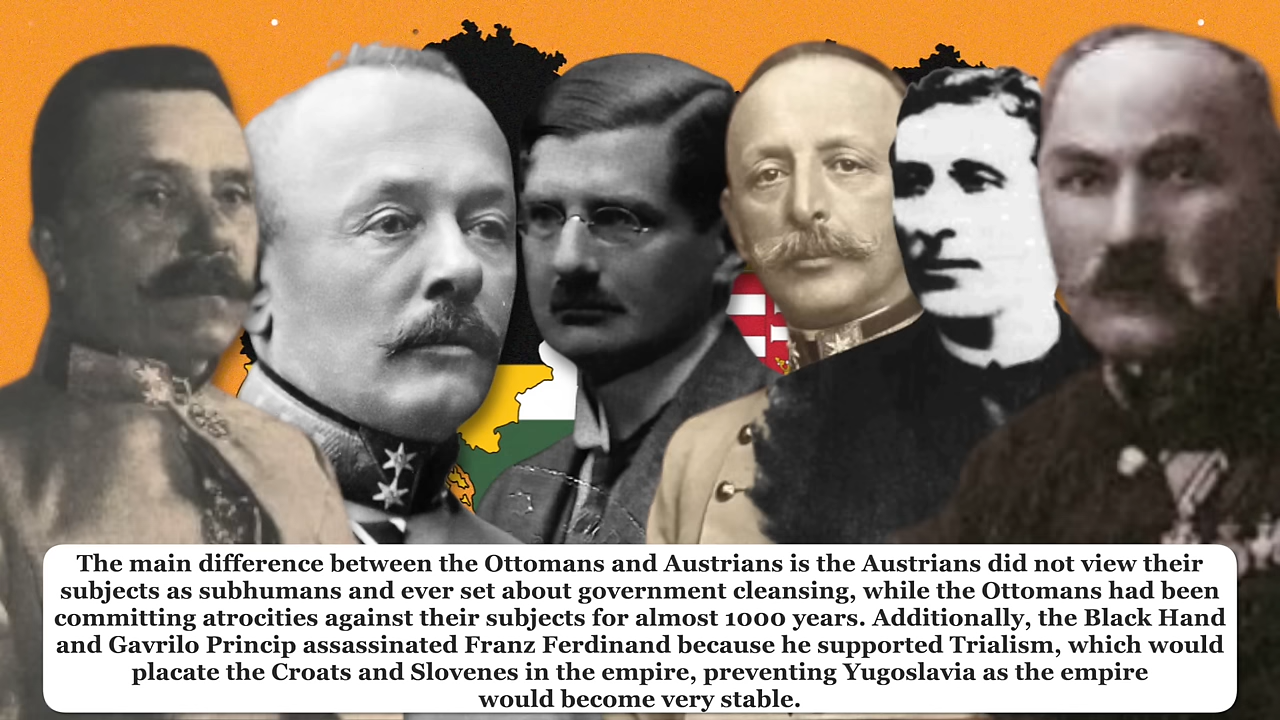 The main difference between the Ottomans and Austrians is the Austrians did not view their
subjects as subhumans and ever set about government cleansing, while the Ottomans had been
committing atrocities against their subjects for almost 1000 years. Additionally, the Black Hand
and Gavrilo Princip assassinated Franz Ferdinand because he supported Trialism, which would
placate the Croats and Slovenes in the empire, preventing Yugoslavia as the empire
would become very stable.